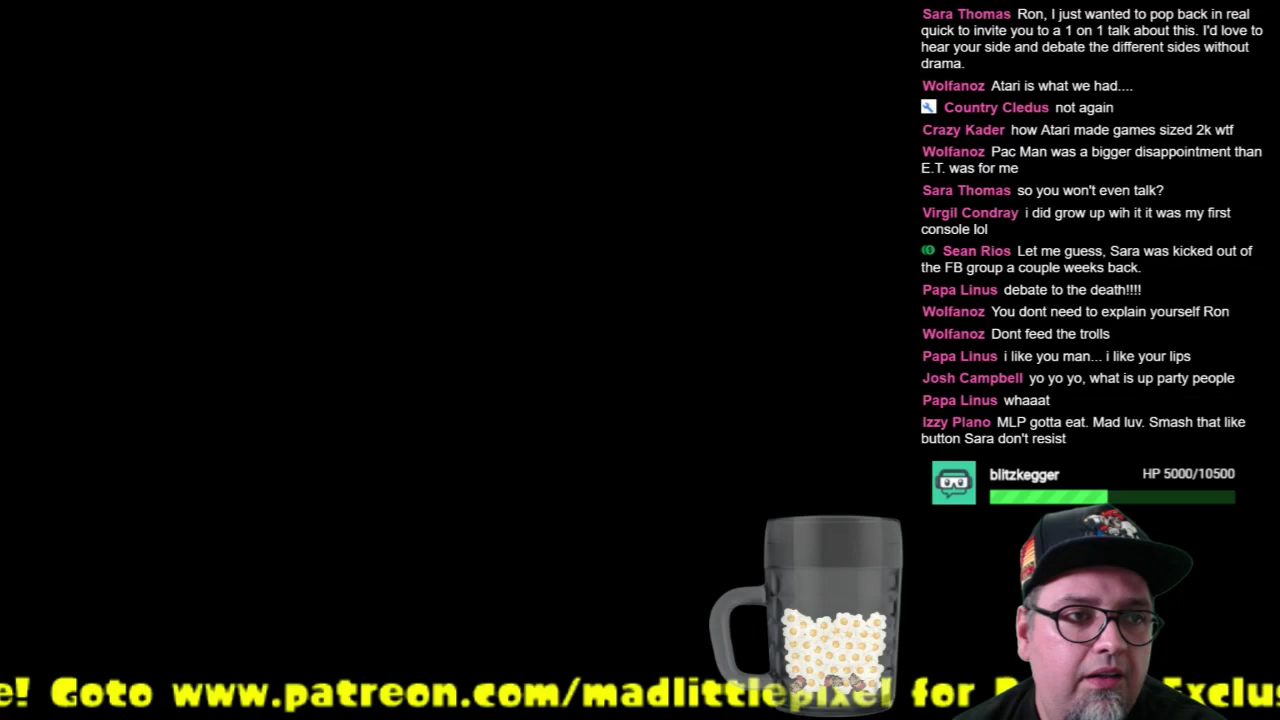 Sara Thomas Ron, I just wanted to pop back in real
quick to invite you to a 1 on 1 talk about this. I'd love to
hear your side and debate the different sides without
drama.
Wolfanoz Atari is what we had....
Country Cledus not again
Crazy Kader how Atari made games sized 2k wtf
Wolfanoz Pac Man was a bigger disappointment than
E.T. was for me
Sara Thomas so you won't even talk?
Virgil Condray i did grow up wih it it was my first
console lol
Sean Rios Let me guess, Sara was kicked out of
the FB group a couple weeks back.
Papa Linus debate to the death!!!!
Wolfanoz You dont need to explain yourself Ron
Wolfanoz Dont feed the trolls
Papa Linus i like you man... i like your lips
Josh Campbell yo yo yo, what is up party people
Papa Linus whaaat
Izzy Plano MLP gotta eat. Mad luv. Smash that like
button Sara don't resist
blitzkegger HP 5000/10500
e! Goto www.patreon.com/madlittlepixel for